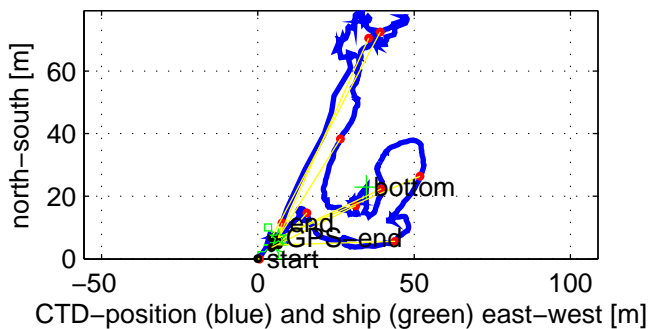 60
40
20
0
north−south [m]
bottom
end
GPS−end
start
−50
0
50
100
CTD−position (blue) and ship (green) east−west [m]